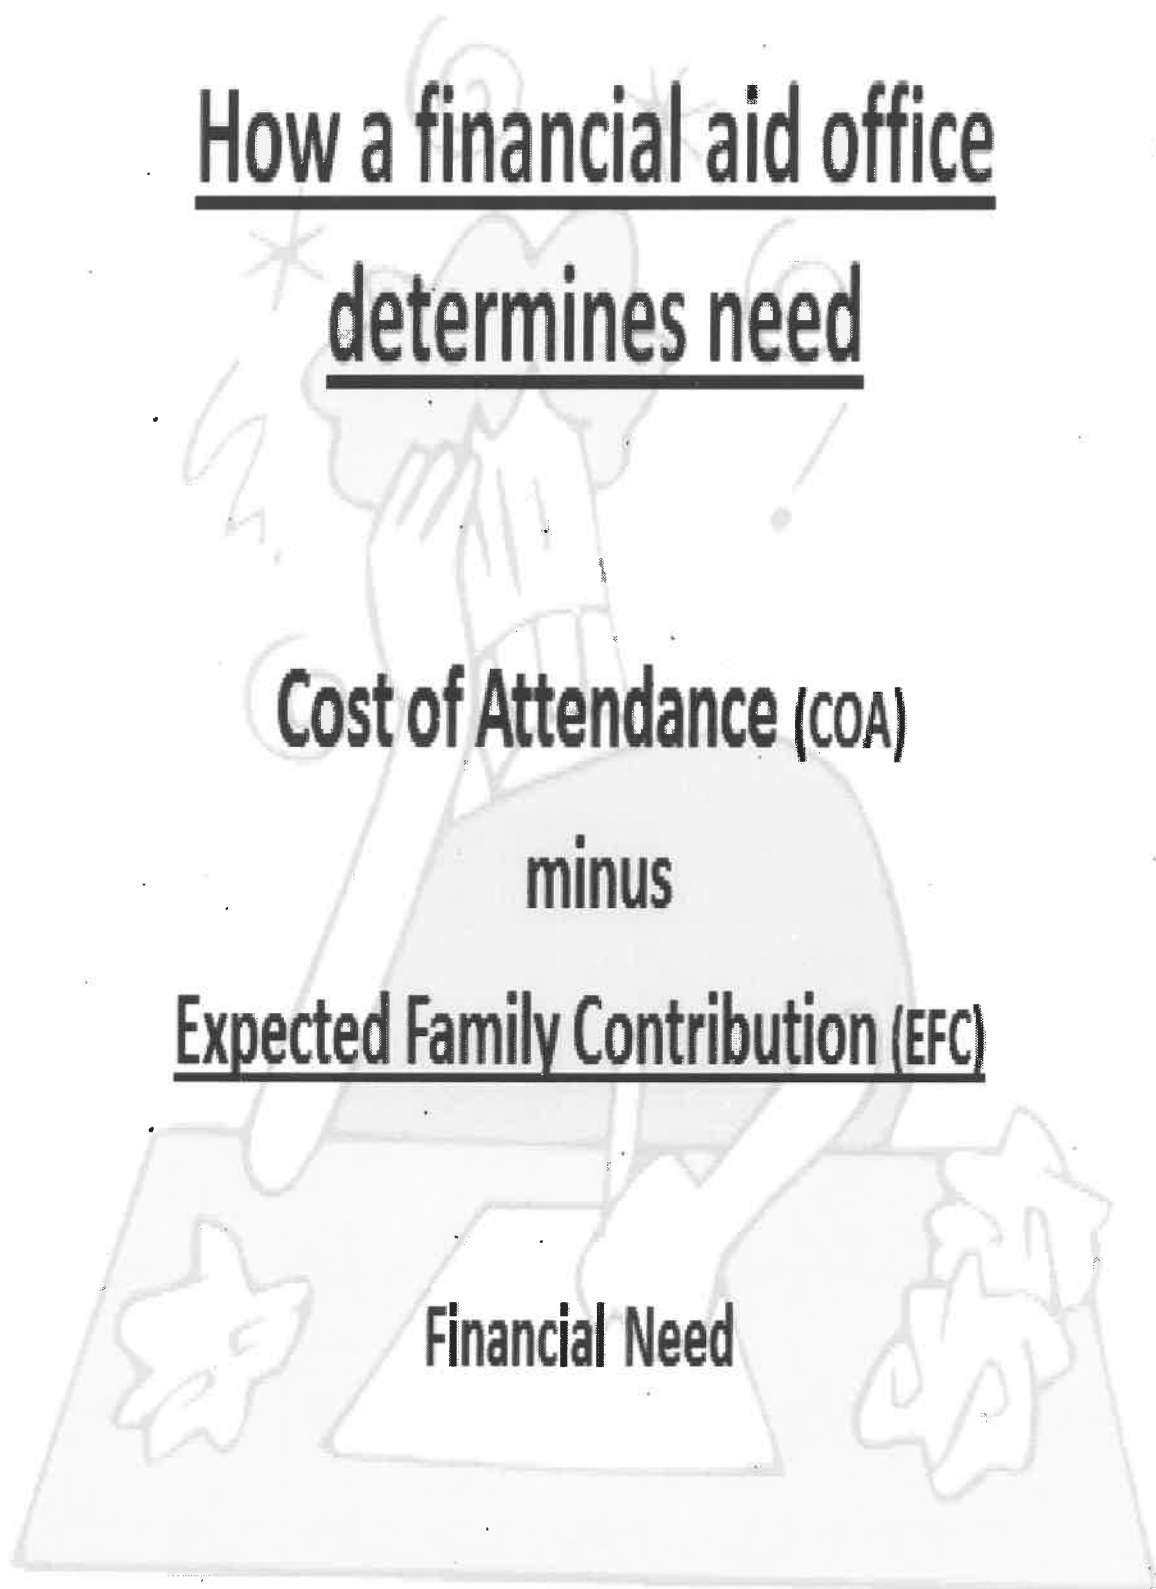 How a financial aid office
determines need
Cost of Attendance (COA)
minus
Expected Family Contribution (EFC)
Financial Need